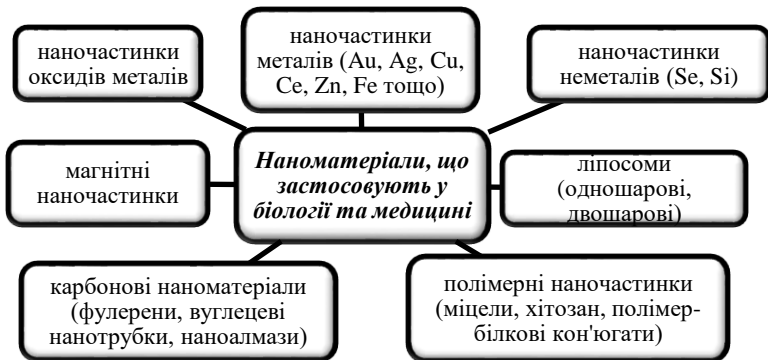 наночастинки
оксидів металів
наночастинки
металів (Au, Ag, Cu,
Ce, Zn, Fe тощо)
наночастинки
неметалів (Se, Si)
магнітні
наночастинки
Наноматеріали, що
застосовують у
біології та медицині
ліпосоми
(одношарові,
двошарові)
карбонові наноматеріали
(фулерени, вуглецеві
нанотрубки, наноалмази)
полімерні наночастинки
(міцели, хітозан, полімер-
білкові кон'югати)